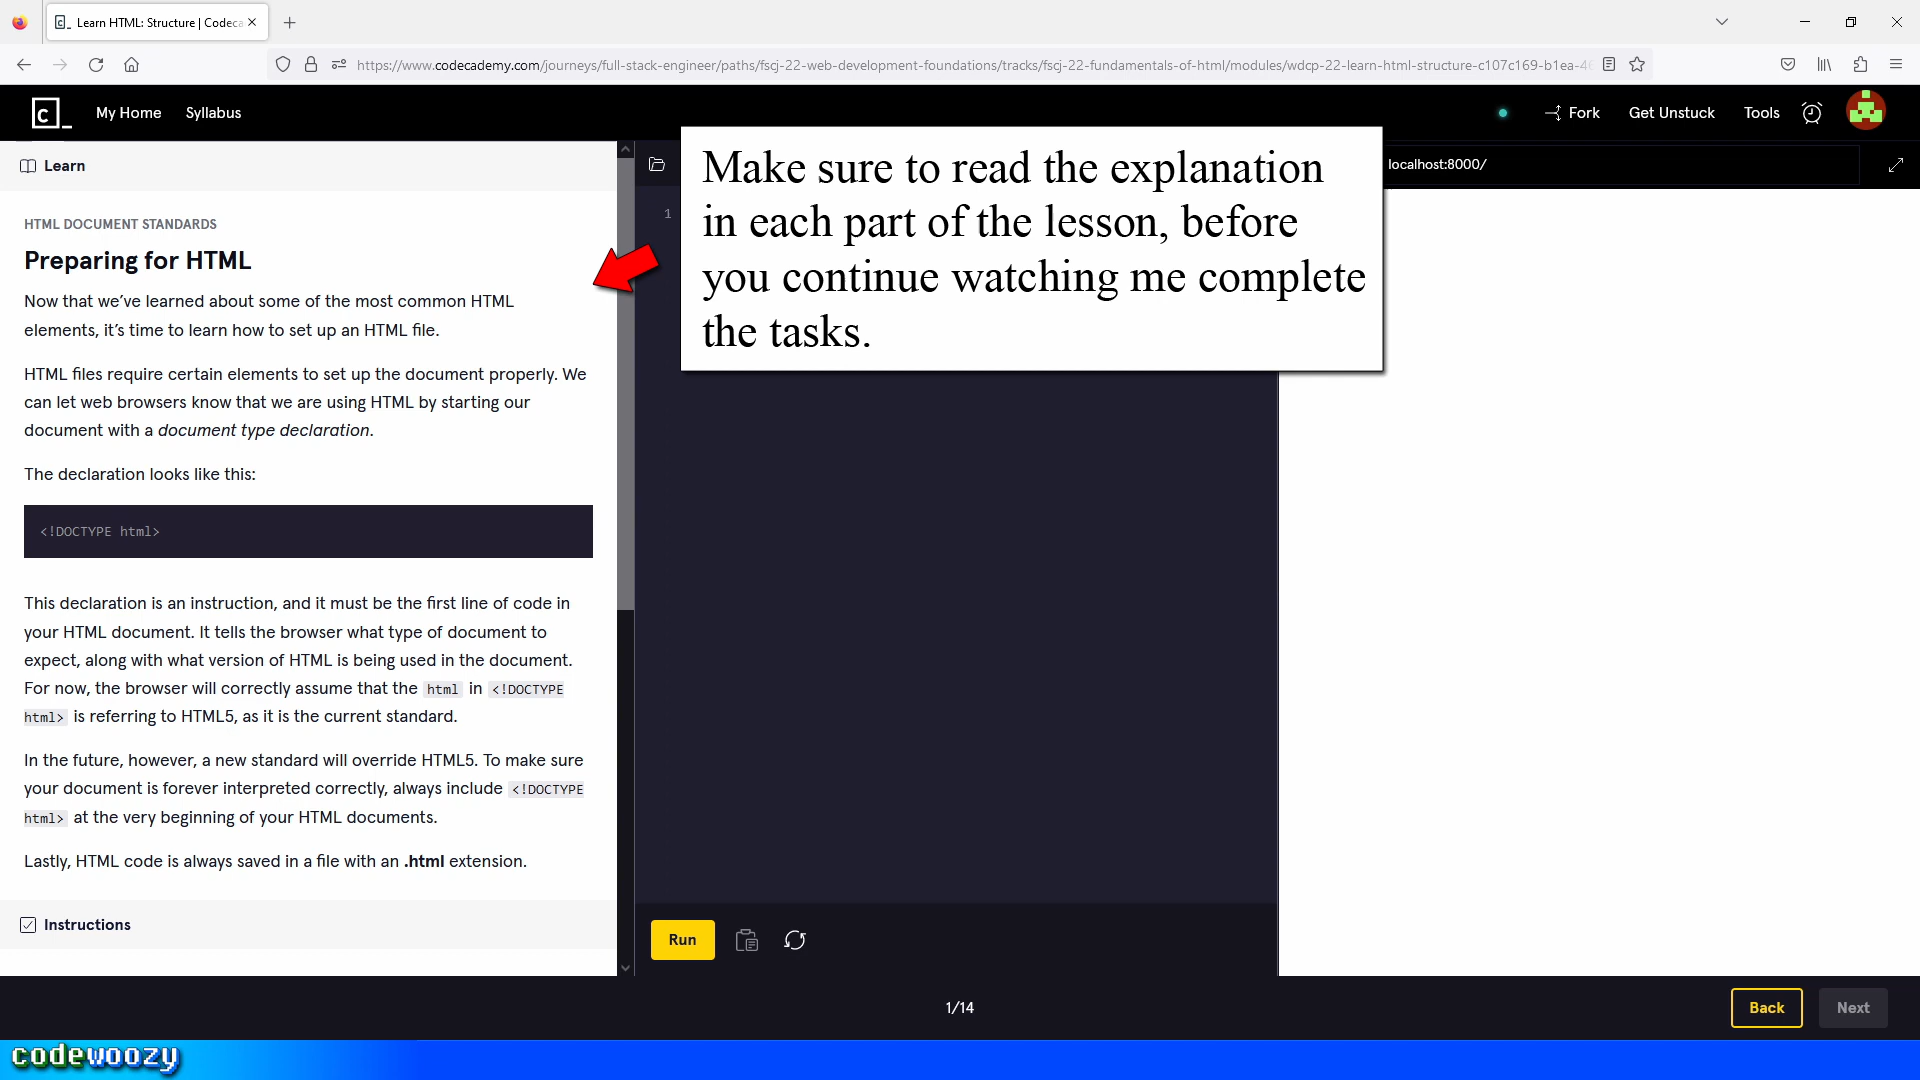 Learn HTML: Structure | Codeca
https://www.codecademy.com/journeys/full-stack-engineer/paths/fscj-22-web-development-foundations/tracks/fscj-22-fundamentals-of-html/modules/wdcp-22-learn-html-structure-c107c169-b1ea-4
My Home
Syllabus
Fork
Get Unstuck
Tools
Learn
localhost:8000/
Make sure to read the explanation
in each part of the lesson, before
you continue watching me complete
the tasks.
1
HTML DOCUMENT STANDARDS
Preparing for HTML
Now that we’ve learned about some of the most common HTML
elements, it’s time to learn how to set up an HTML file.
HTML files require certain elements to set up the document properly. We
can let web browsers know that we are using HTML by starting our
document with a document type declaration.
The declaration looks like this:
<!DOCTYPE html>
This declaration is an instruction, and it must be the first line of code in
your HTML document. It tells the browser what type of document to
expect, along with what version of HTML is being used in the document.
For now, the browser will correctly assume that the html in <!DOCTYPE
html> is referring to HTML5, as it is the current standard.
In the future, however, a new standard will override HTML5. To make sure
your document is forever interpreted correctly, always include <!DOCTYPE
html> at the very beginning of your HTML documents.
Lastly, HTML code is always saved in a file with an .html extension.
Instructions
Run
1/14
Back
Next
codewoozy